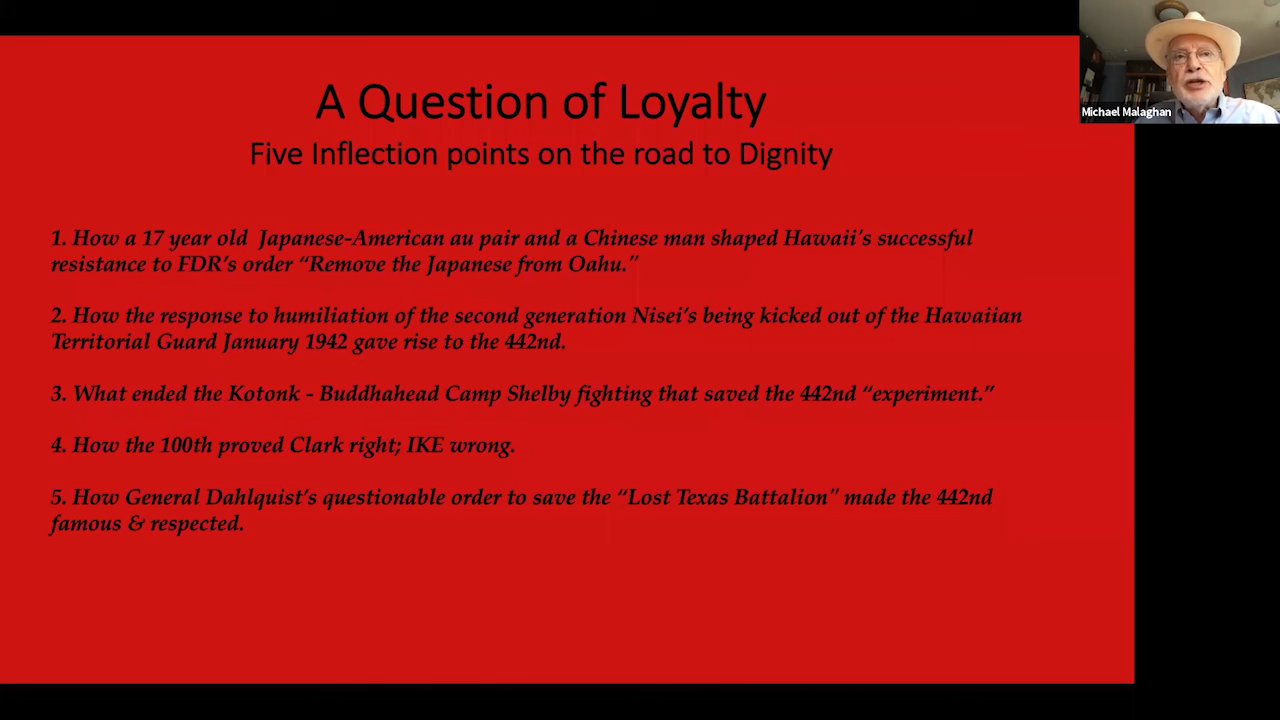 A Question of Loyalty
Five Inflection points on the road to Dignity
1. How a 17 year old  Japanese-American au pair and a Chinese man shaped Hawaii's successful
resistance to FDR's order “Remove the Japanese from Oahu.”
2. How the response to humiliation of the second generation Nisei's being kicked out of the Hawaiian
Territorial Guard January 1942 gave rise to the 442nd.
3. What ended the Kotonk - Buddhahead Camp Shelby fighting that saved the 442nd “experiment.”
4. How the 100th proved Clark right; IKE wrong.
5. How General Dahlquist's questionable order to save the “Lost Texas Battalion” made the 442nd
famous & respected.
Michael Malaghan